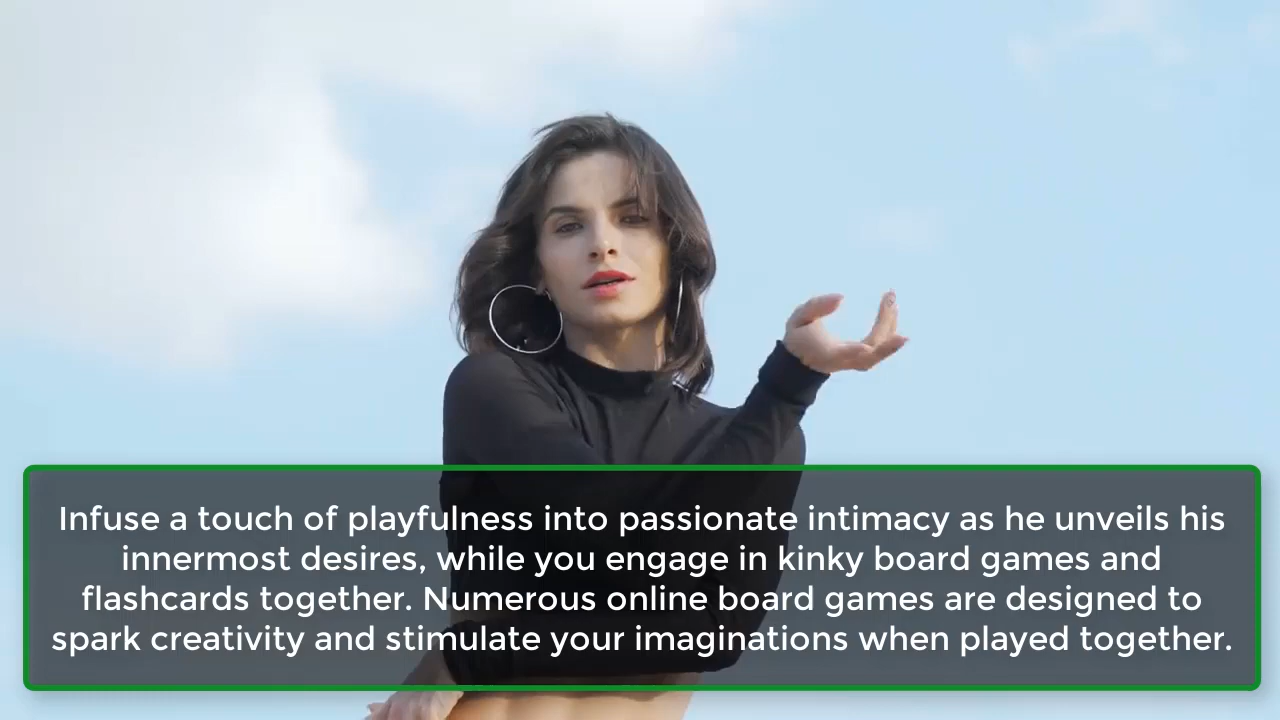 Infuse a touch of playfulness into passionate intimacy as he unveils his
innermost desires, while you engage in kinky board games and
flashcards together. Numerous online board games are designed to
spark creativity and stimulate your imaginations when played together.